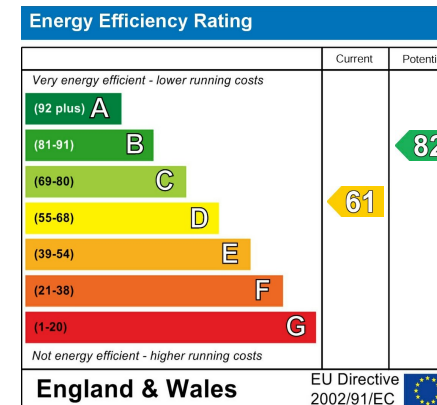 Energy Efficiency Rating
Current Potenti
Very energy efficient - lower running costs
(92 plus) A
(81-91) B
82
(69-80) C
61
(55-68) D
(39-54) E
(21-38) F
(1-20) G
Not energy efficient - higher running costs
England & Wales
EU Directive
2002/91/EC